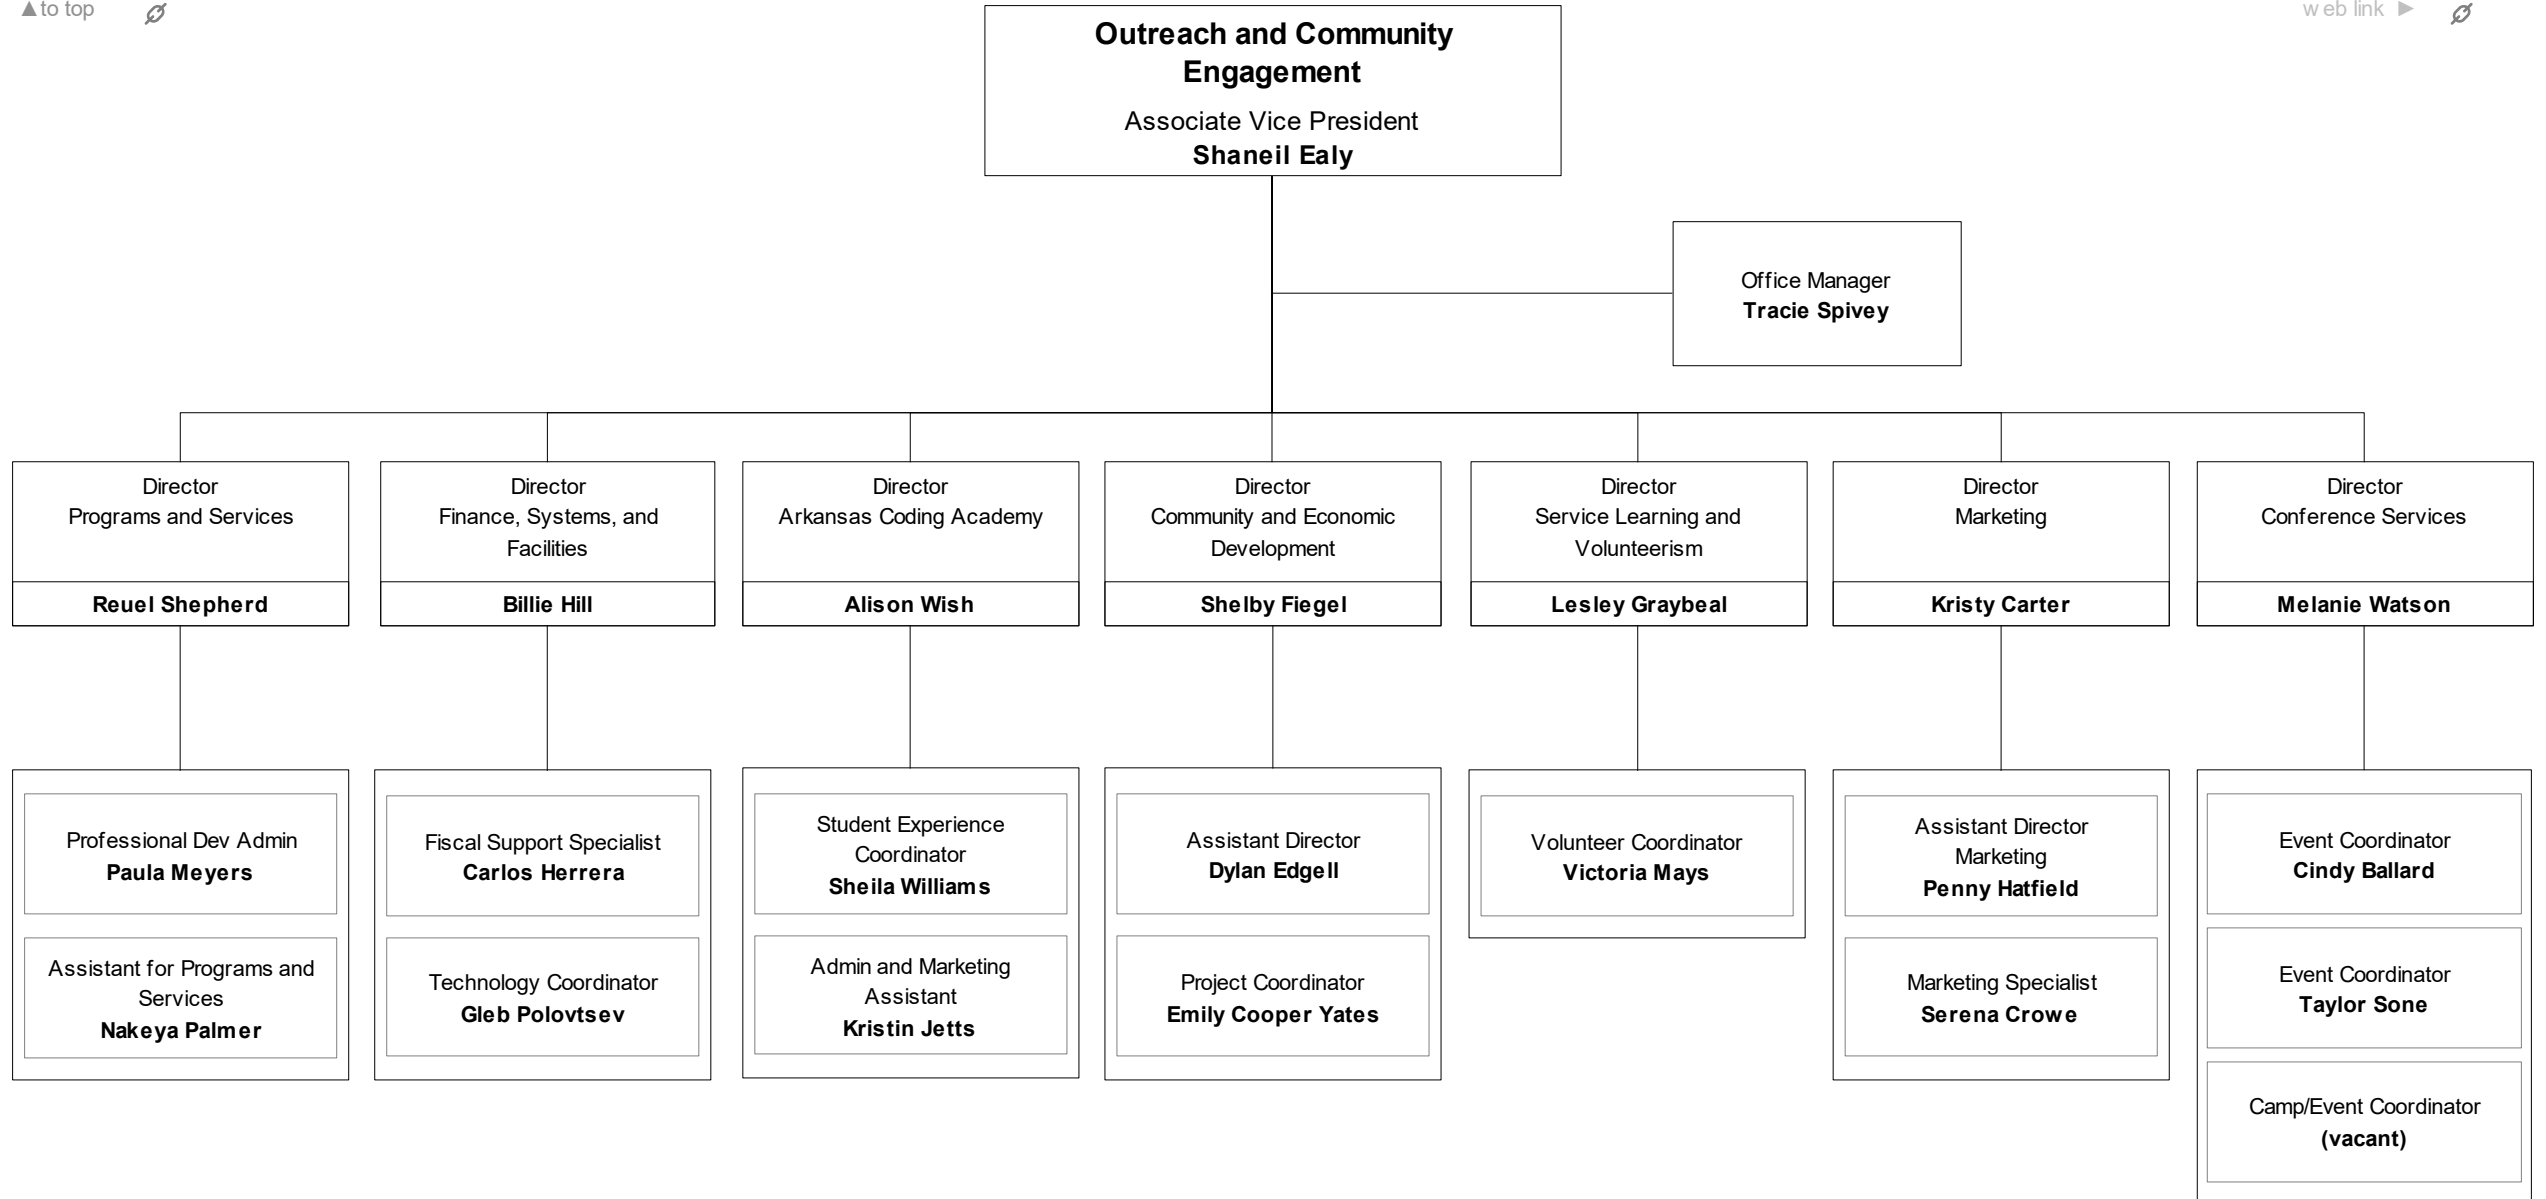 ▲to top
web link ►
Outreach and Community
Engagement
Associate Vice President
Shaneil Ealy
Office Manager
Tracie Spivey
Director
Programs and Services
Reuel Shepherd
Director
Finance, Systems, and
Facilities
Billie Hill
Director
Arkansas Coding Academy
Alison Wish
Director
Community and Economic
Development
Shelby Fiegel
Director
Service Learning and
Volunteerism
Lesley Graybeal
Director
Marketing
Kristy Carter
Director
Conference Services
Melanie Watson
Professional Dev Admin
Paula Meyers
Assistant for Programs and
Services
Nakeya Palmer
Fiscal Support Specialist
Carlos Herrera
Technology Coordinator
Gleb Polovtsev
Student Experience
Coordinator
Sheila Williams
Admin and Marketing
Assistant
Kristin Jetts
Assistant Director
Dylan Edgell
Project Coordinator
Emily Cooper Yates
Volunteer Coordinator
Victoria Mays
Assistant Director
Marketing
Penny Hatfield
Marketing Specialist
Serena Crowe
Event Coordinator
Cindy Ballard
Event Coordinator
Taylor Sone
Camp/Event Coordinator
(vacant)